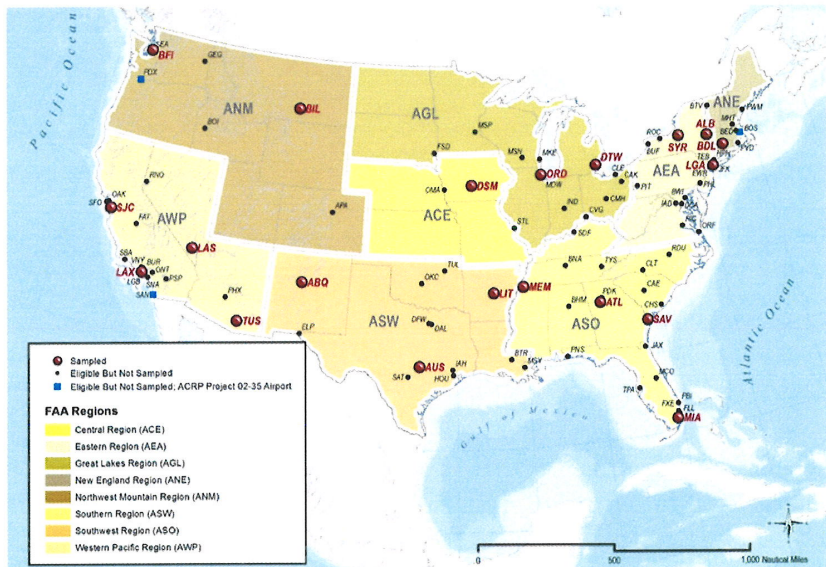 Pacific Ocean
SEA
BFI
GEG
PDX
BOI
ANM
BIL
AGL
MSP
FSD
MSN
MKE
ORD
MDW
DTW
CLE
CAK
CMH
IND
CVG
SDF
STL
ANE
BTV
PWM
MHT
ALB
BED
BOS
BDL
PVD
HPN
SYR
ROC
BUF
LGA
TEB
JFK
EWR
PHL
AEA
PIT
BWI
IAD
DCA
RIC
ORF
OMA
DSM
ACE
RNO
OAK
SFO
SJC
FAT
AWP
APA
LAS
SBA
VNY
BUR
LAX
ONT
LGB
SNA
PSP
SAN
PHX
TUS
ABQ
ELP
TUL
OKC
LIT
ASW
DFW
DAL
AUS
SAT
IAH
HOU
MEM
BNA
TYS
RDU
CLT
CAE
PDK
ATL
BHM
CHS
SAV
ASO
BTR
MSY
PNS
JAX
MCO
TPA
PBI
FXE
FLL
MIA
Atlantic Ocean
Gulf of Mexico
Sampled
Eligible But Not Sampled
Eligible But Not Sampled; ACRP Project 02-35 Airport
FAA Regions
Central Region (ACE)
Eastern Region (AEA)
Great Lakes Region (AGL)
New England Region (ANE)
Northwest Mountain Region (ANM)
Southern Region (ASW)
Southwest Region (ASO)
Western Pacific Region (AWP)
0 500 1,000 Nautical Miles